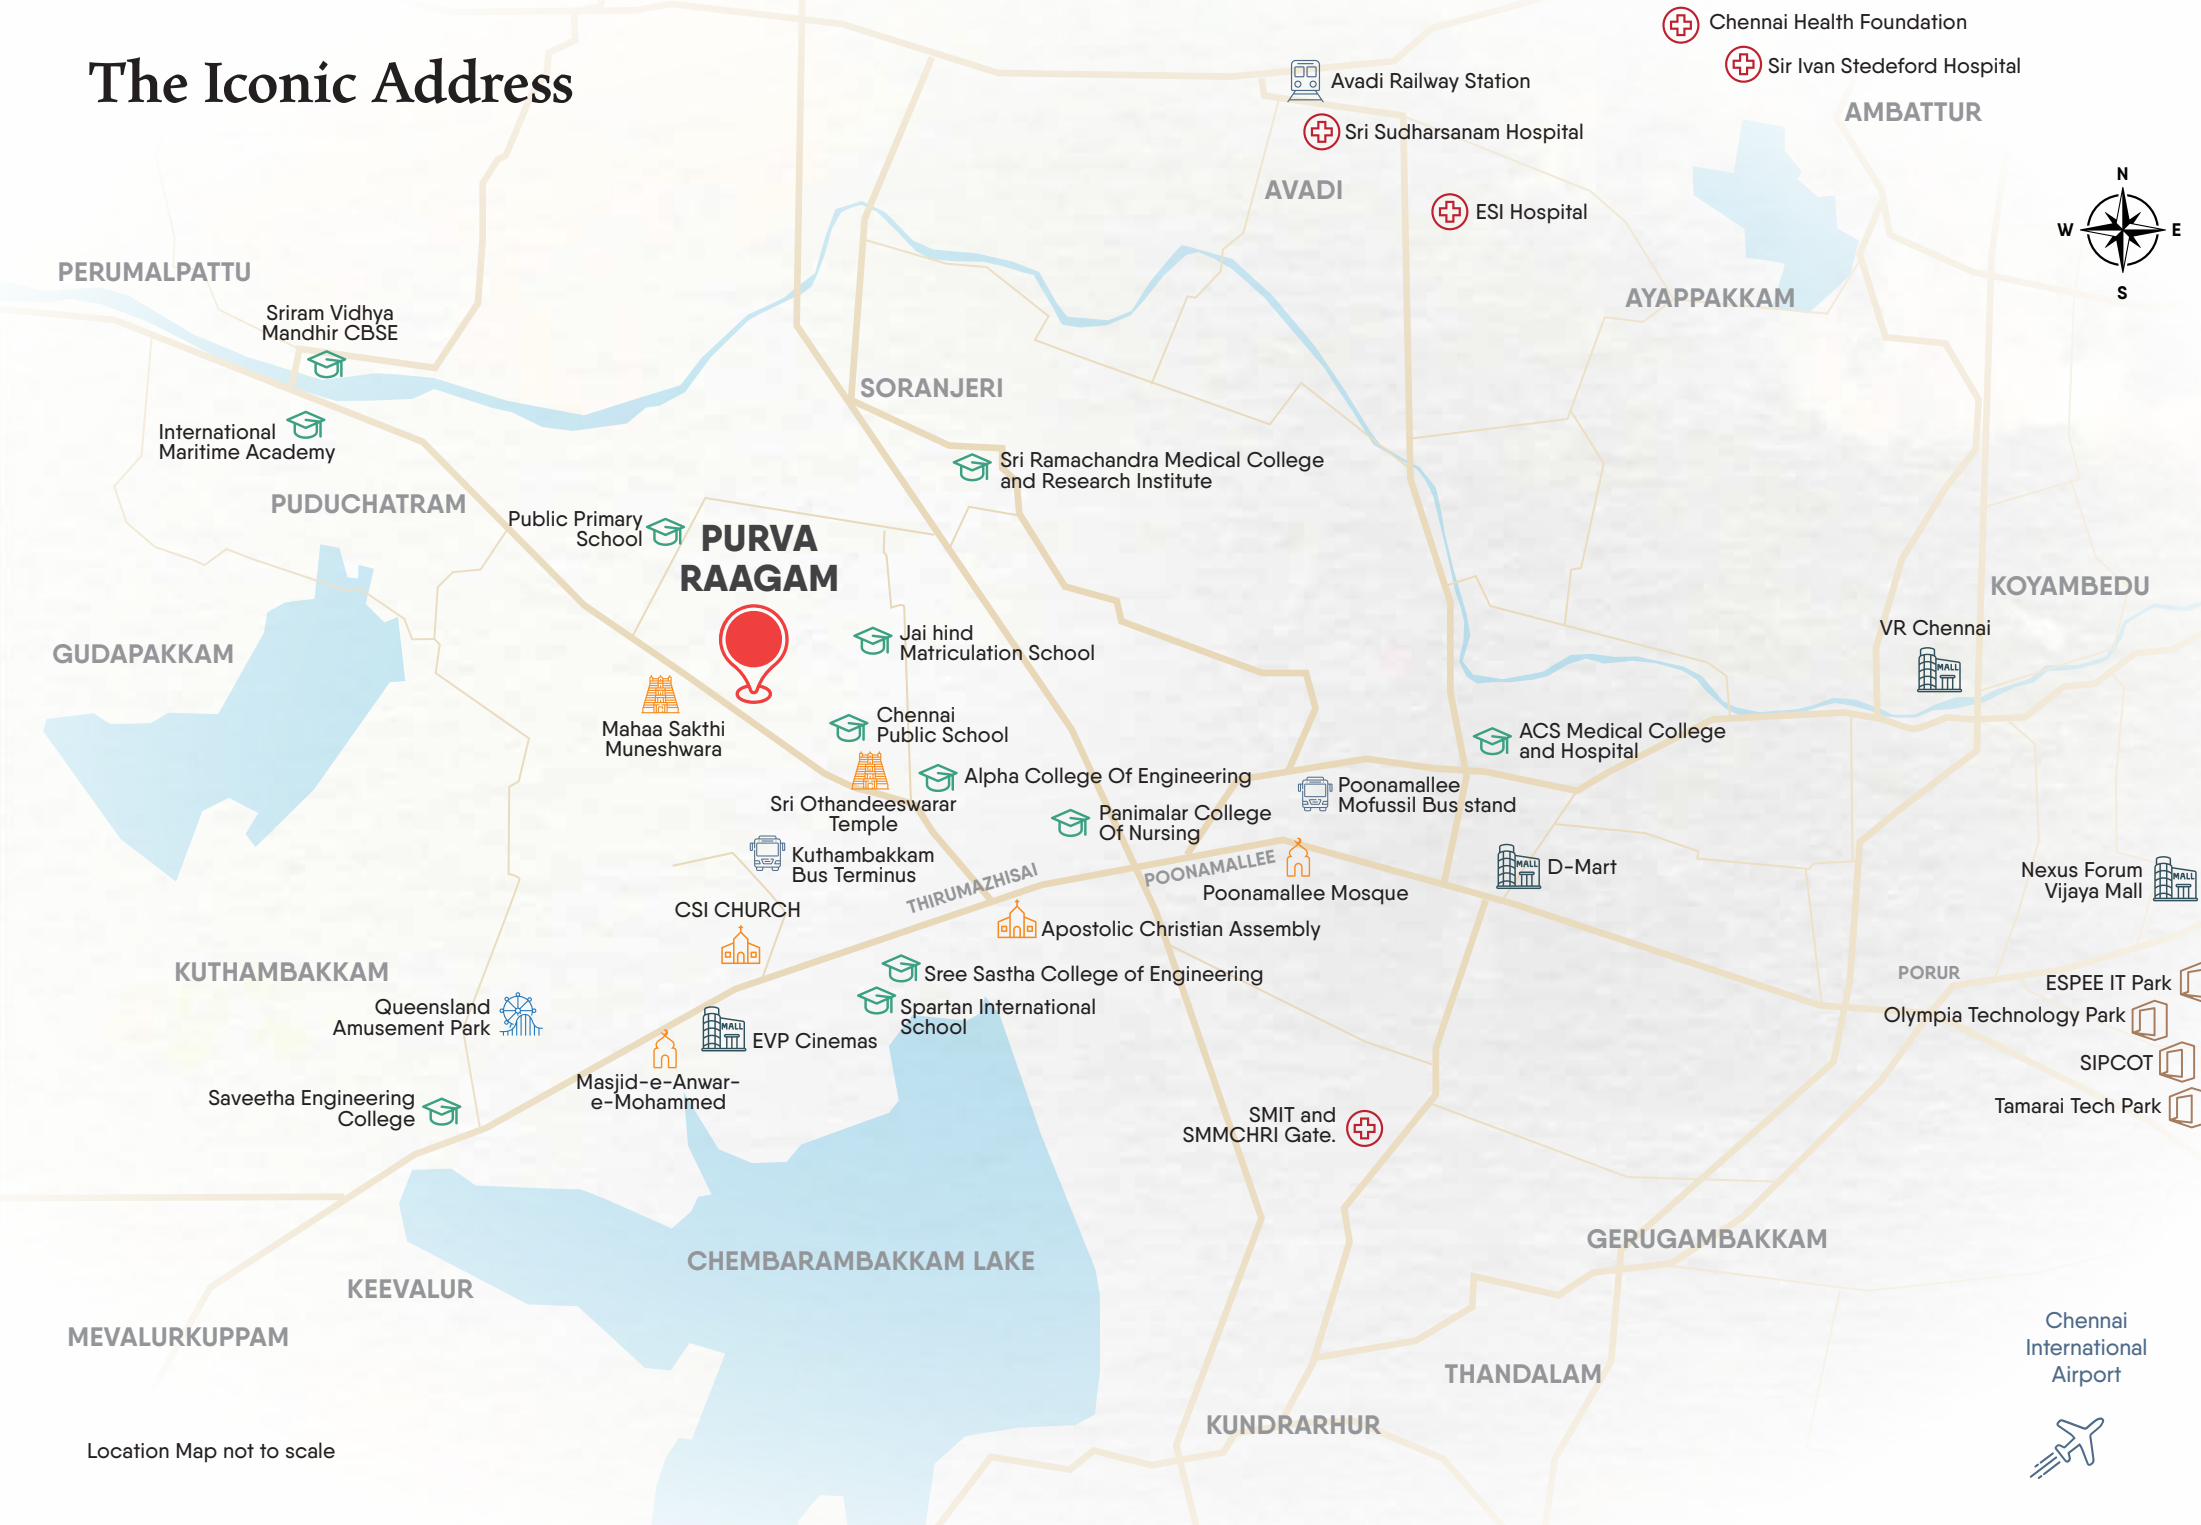 The Iconic Address
Chennai Health Foundation
Sir Ivan Stedeford Hospital
Avadi Railway Station
AMBATTUR
Sri Sudharsanam Hospital
AVADI
ESI Hospital
N
W
E
S
PERUMALPATTU
AYAPPAKKAM
Sriram Vidhya
Mandhir CBSE
SORANJERI
International
Maritime Academy
Sri Ramachandra Medical College
and Research Institute
PUDUCHATRAM
Public Primary
School
PURVA
RAAGAM
KOYAMBEDU
VR Chennai
MALL
GUDAPAKKAM
Jai hind
Matriculation School
Mahaa Sakthi
Muneshwara
Chennai
Public School
ACS Medical College
and Hospital
Alpha College Of Engineering
Sri Othandeeswarar
Temple
Poonamallee
Mofussil Bus stand
Panimalar College
Of Nursing
Kuthambakkam
Bus Terminus
THIRUMAZHISAI
POONAMALLEE
Poonamallee Mosque
MALL
D-Mart
Nexus Forum
Vijaya Mall
MALL
CSI CHURCH
Apostolic Christian Assembly
KUTHAMBAKKAM
Sree Sastha College of Engineering
PORUR
ESPEE IT Park
Queensland
Amusement Park
Spartan International
School
Olympia Technology Park
MALL
EVP Cinemas
SIPCOT
Masjid-e-Anwar-
e-Mohammed
Saveetha Engineering
College
Tamarai Tech Park
SMIT and
SMMCHRI Gate.
GERUGAMBAKKAM
CHEMBARAMBAKKAM LAKE
KEEVALUR
MEVALURKUPPAM
Chennai
International
Airport
THANDALAM
KUNDRARHUR
Location Map not to scale